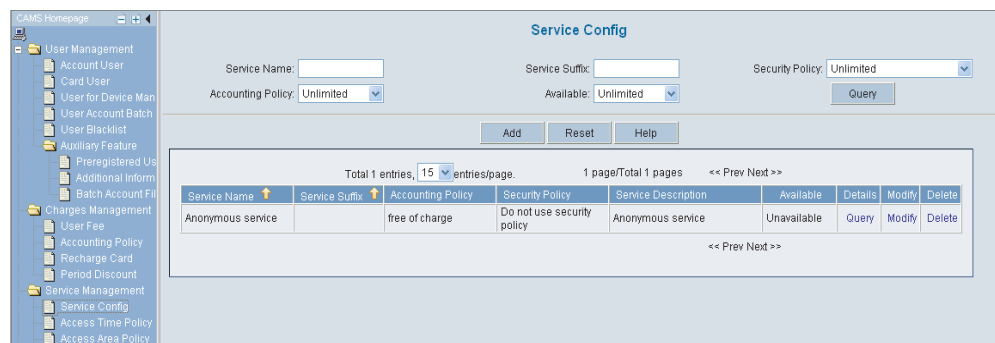 CAMS Homepage
User Management
Account User
Card User
User for Device Man
User Account Batch
User Blacklist
Auxiliary Feature
Preregistered Us
Additional Inform
Batch Account Fil
Charges Management
User Fee
Accounting Policy
Recharge Card
Period Discount
Service Management
Service Config
Access Time Policy
Access Area Policy
Service Config
Service Name: Service Suffix: Security Policy: Unlimited
Accounting Policy: Unlimited Available: Unlimited Query
Add Reset Help
Total 1 entries, 15 entries/page. 1 page/Total 1 pages << Prev Next >>
Service Name Service Suffix Accounting Policy Security Policy Service Description Available Details Modify Delete
Anonymous service free of charge Do not use security policy Anonymous service Unavailable Query Modify Delete
<< Prev Next >>